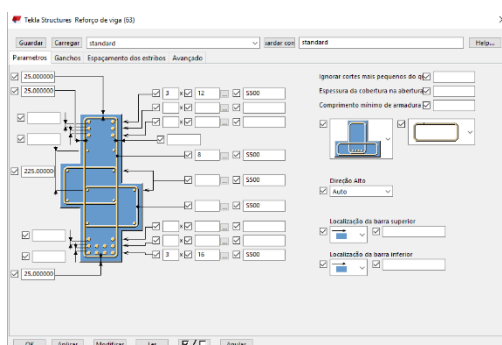 Tekla Structures Reforço de viga (63)
Guardar Carregar standard standard Help...
Parametros Ganchos Espaçamento dos estribos Avançado
25.000000
25.000000
3 x 12 ... S500
x ...
x ...
8 ... S500
225.00000
... S500
... S500
x ...
x ...
3 x 16 ... S500
25.000000
Ignorar cortes mais pequenos do q
Espessura da cobertura na abertura
Comprimento mínimo de armadura
Direção Alto
Auto
Localização da barra superior
Localização da barra inferior
OK Aplicar Modificar Ler Anular